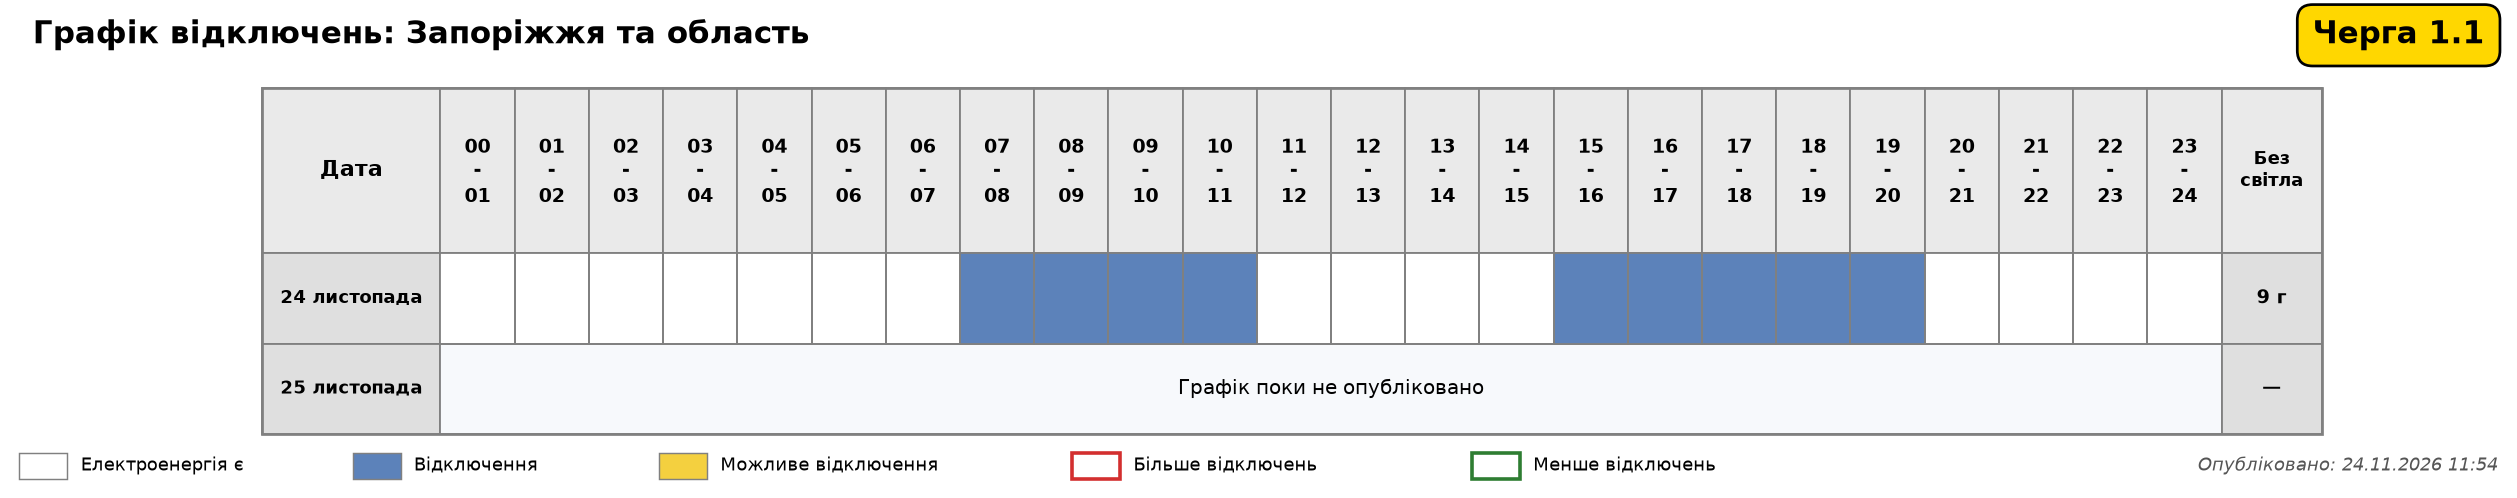 Графік відключень: Запоріжжя та область
Черга 1.1
Дата
00 - 01
01 - 02
02 - 03
03 - 04
04 - 05
05 - 06
06 - 07
07 - 08
08 - 09
09 - 10
10 - 11
11 - 12
12 - 13
13 - 14
14 - 15
15 - 16
16 - 17
17 - 18
18 - 19
19 - 20
20 - 21
21 - 22
22 - 23
23 - 24
Без
світла
24 листопада
9 г
25 листопада
Графік поки не опубліковано
—
Електроенергія є
Відключення
Можливе відключення
Більше відключень
Менше відключень
Опубліковано: 24.11.2026 11:54